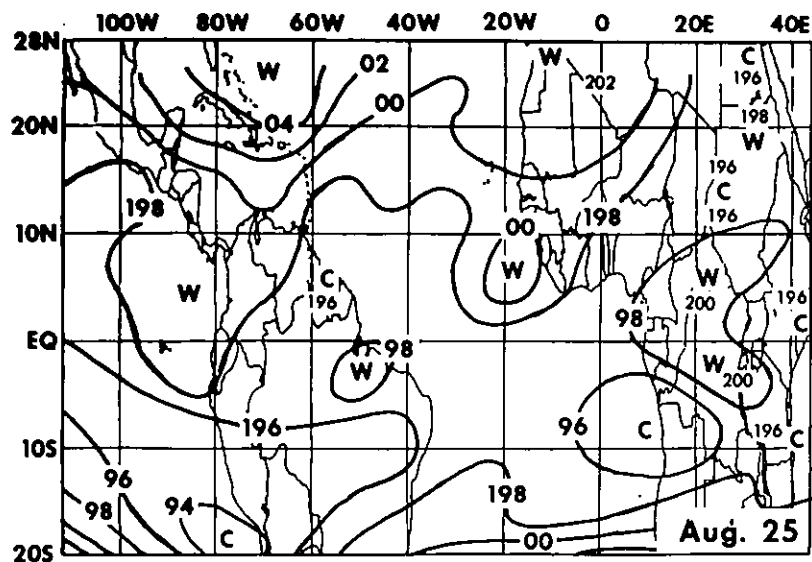 100W 80W 60W 40W 20W 0 20E 40E
28N W 02 W C
196
202
00
20N 04 198
W
196
C
198 196
10N 00 198
W W
C
196 W 200 196
98 C
EQ 98
W W
200
196 96 C 196
C
10S
96 198
98 94
C 00 Aug. 25
20S